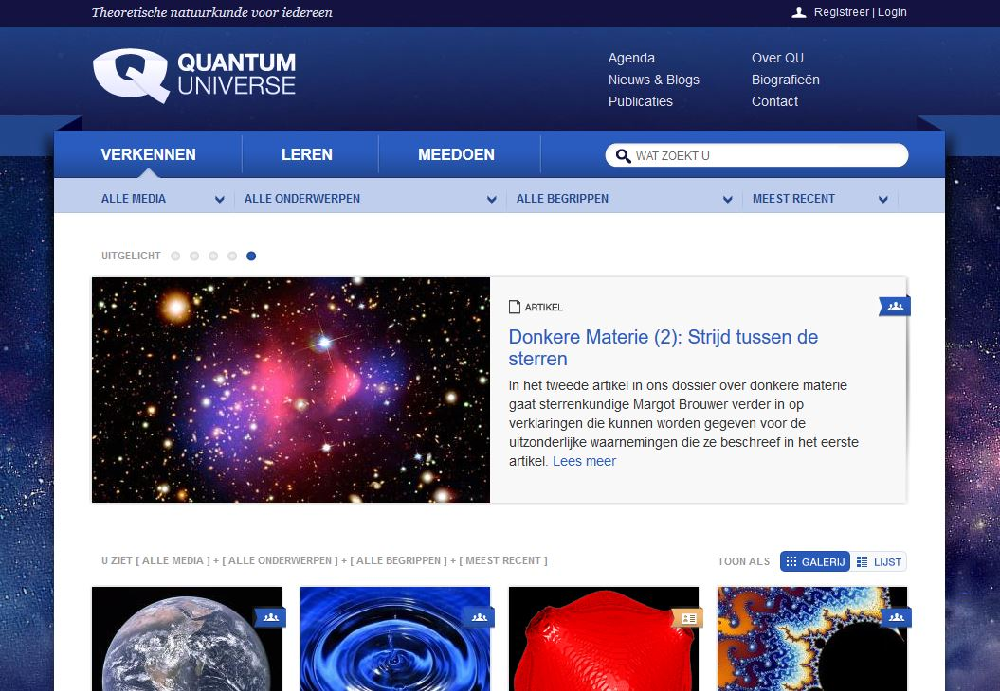 Theoretische natuurkunde voor iedereen
Registreer | Login
QUANTUM
UNIVERSE
Agenda
Nieuws & Blogs
Publicaties
Over QU
Biografieën
Contact
VERKENNEN
LEREN
MEEDOEN
WAT ZOEKT U
ALLE MEDIA
ALLE ONDERWERPEN
ALLE BEGRIPPEN
MEEST RECENT
UITGELICHT
ARTIKEL
Donkere Materie (2): Strijd tussen de
sterren
In het tweede artikel in ons dossier over donkere materie
gaat sterrenkundige Margot Brouwer verder in op
verklaringen die kunnen worden gegeven voor de
uitzonderlijke waarnemingen die ze beschreef in het eerste
artikel. Lees meer
U ZIET [ ALLE MEDIA ] + [ ALLE ONDERWERPEN ] + [ ALLE BEGRIPPEN ] + [ MEEST RECENT ]
TOON ALS
GALERIJ
LIJST